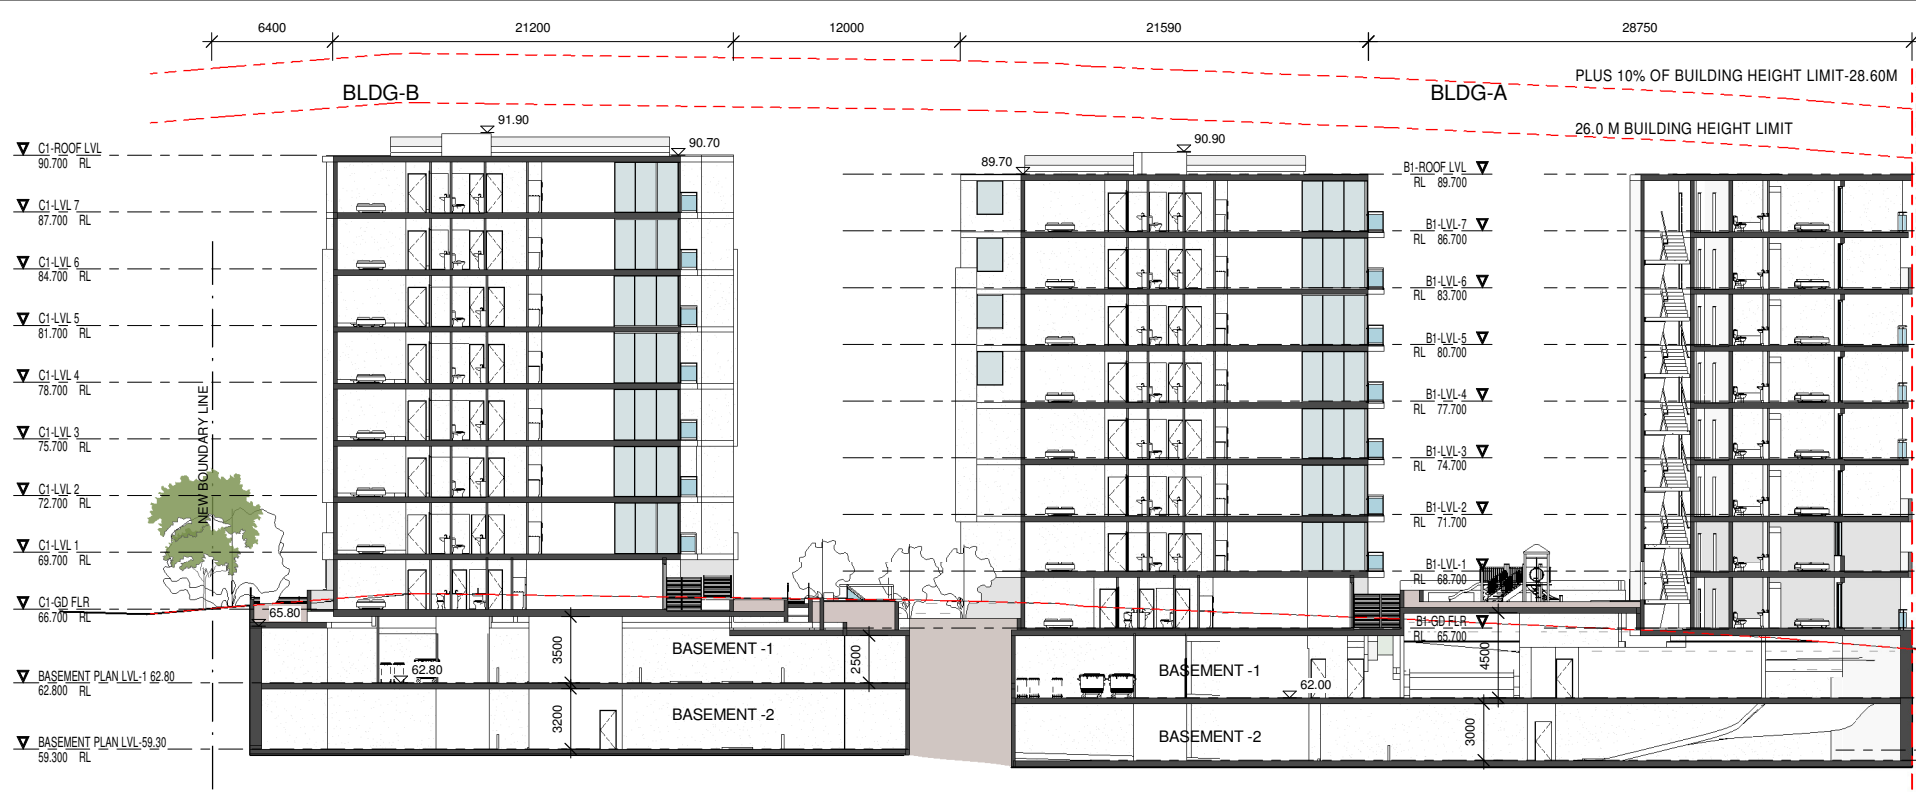 6400
21200
12000
21590
28750
PLUS 10% OF BUILDING HEIGHT LIMIT-28.60M
BLDG-B
BLDG-A
91.90
26.0 M BUILDING HEIGHT LIMIT
90.70
90.90
89.70
C1-ROOF LVL
90.700 RL
C1-LVL 7
87.700 RL
C1-LVL 6
84.700 RL
C1-LVL 5
81.700 RL
C1-LVL 4
78.700 RL
C1-LVL 3
75.700 RL
C1-LVL 2
72.700 RL
C1-LVL 1
69.700 RL
C1-GD FLR
66.700 RL
BASEMENT PLAN LVL-1 62.80
62.800 RL
BASEMENT PLAN LVL-59.30
59.300 RL
NEW BOUNDARY LINE
B1-ROOF LVL
RL 89.700
B1-LVL-7
RL 86.700
B1-LVL-6
RL 83.700
B1-LVL-5
RL 80.700
B1-LVL-4
RL 77.700
B1-LVL-3
RL 74.700
B1-LVL-2
RL 71.700
B1-LVL-1
RL 68.700
B1-GD FLR
RL 65.700
65.80
3500
BASEMENT -1
2500
62.80
3200
BASEMENT -2
BASEMENT -1
4500
62.00
BASEMENT -2
3000